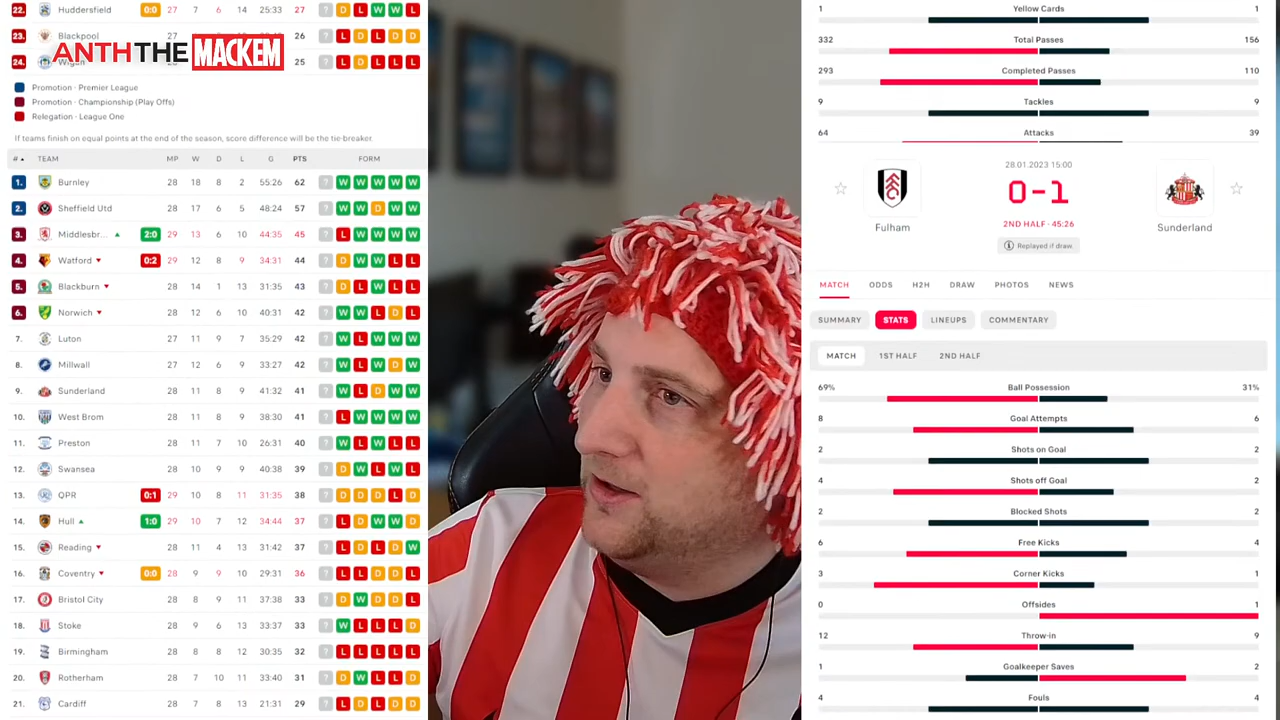 22. Huddersfield 0:0 27 7 6 14 25:33 27 ? D L W W L
23. Blackpool 27 26 ? L D L D D
ANTHTHE MACKEM
24. Wigan 25 ? L D L L L
Promotion - Premier League
Promotion - Championship (Play Offs)
Relegation - League One
If teams finish on equal points at the end of the season, score difference will be the tie-breaker.
# TEAM MP W D L G PTS FORM
1. Burnley 28 18 8 2 55:26 62 ? W W W W W
2. Sheffield Utd 28 17 6 5 48:24 57 ? W W D W W
3. Middlesbr... 2:0 29 13 6 10 44:35 45 ? L W W W W
4. Watford 0:2 29 12 8 9 34:31 44 ? D W W L L
5. Blackburn 28 14 1 13 31:35 43 ? D L W L L
6. Norwich 28 12 6 10 40:31 42 ? W W L D L
7. Luton 27 11 9 7 35:29 42 ? W L W W W
8. Millwall 27 12 6 9 33:27 42 ? W L W D W
9. Sunderland 28 11 8 9 41:32 41 ? W L D W W
10. West Brom 28 11 8 9 38:30 41 ? L W W W W
11. Preston 28 11 7 10 26:31 40 ? W L W L L
12. Swansea 28 10 9 9 40:38 39 ? D W L W L
13. QPR 0:1 29 10 8 11 31:35 38 ? D D D L D
14. Hull 1:0 29 10 7 12 34:44 37 ? L D W W D
15. Reading 28 11 4 13 31:42 37 ? L D L D W
16. Coventry 0:0 28 9 9 10 29:31 36 ? L L D D L
17. Bristol City 28 8 9 11 37:38 33 ? D W D D L
18. Stoke 28 9 6 13 33:37 33 ? W L L L D
19. Birmingham 28 8 8 12 30:35 32 ? L L L L L
20. Rotherham 28 7 10 11 33:40 31 ? D W L L D
21. Cardiff 28 7 8 13 21:31 29 ? L D L D D
1 Yellow Cards 1
332 Total Passes 156
293 Completed Passes 110
9 Tackles 9
64 Attacks 39
28.01.2023 15:00
0-1
2ND HALF - 45:26
Fulham Sunderland
Replayed if draw.
MATCH ODDS H2H DRAW PHOTOS NEWS
SUMMARY STATS LINEUPS COMMENTARY
MATCH 1ST HALF 2ND HALF
69% Ball Possession 31%
8 Goal Attempts 6
2 Shots on Goal 2
4 Shots off Goal 2
2 Blocked Shots 2
6 Free Kicks 4
3 Corner Kicks 1
0 Offsides 1
12 Throw-in 9
1 Goalkeeper Saves 2
4 Fouls 4